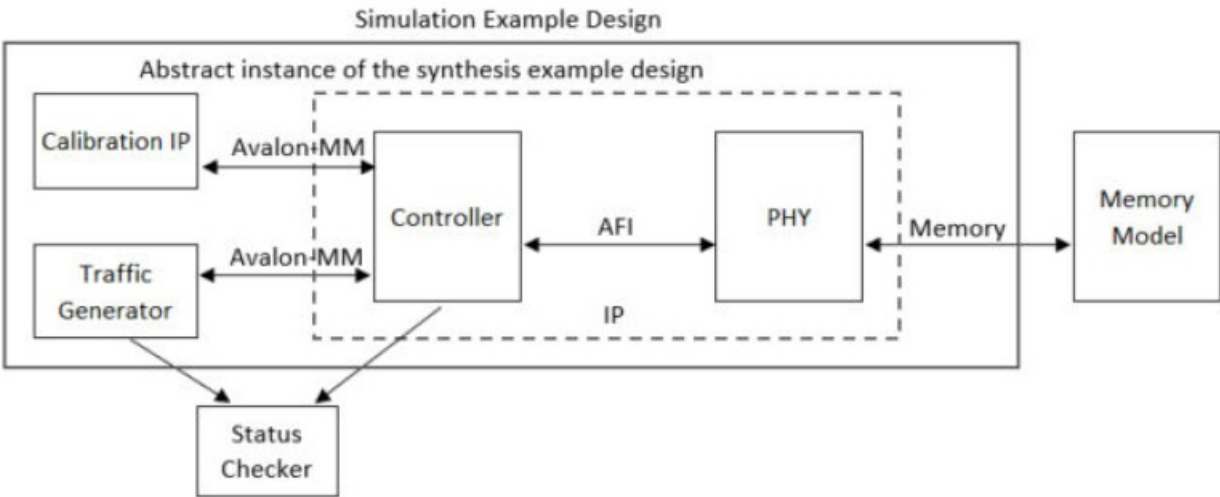 Simulation Example Design
Abstract instance of the synthesis example design
Calibration IP
Avalon-MM
Controller
AFI
PHY
Memory
Memory
Model
Traffic
Generator
Avalon-MM
IP
Status
Checker